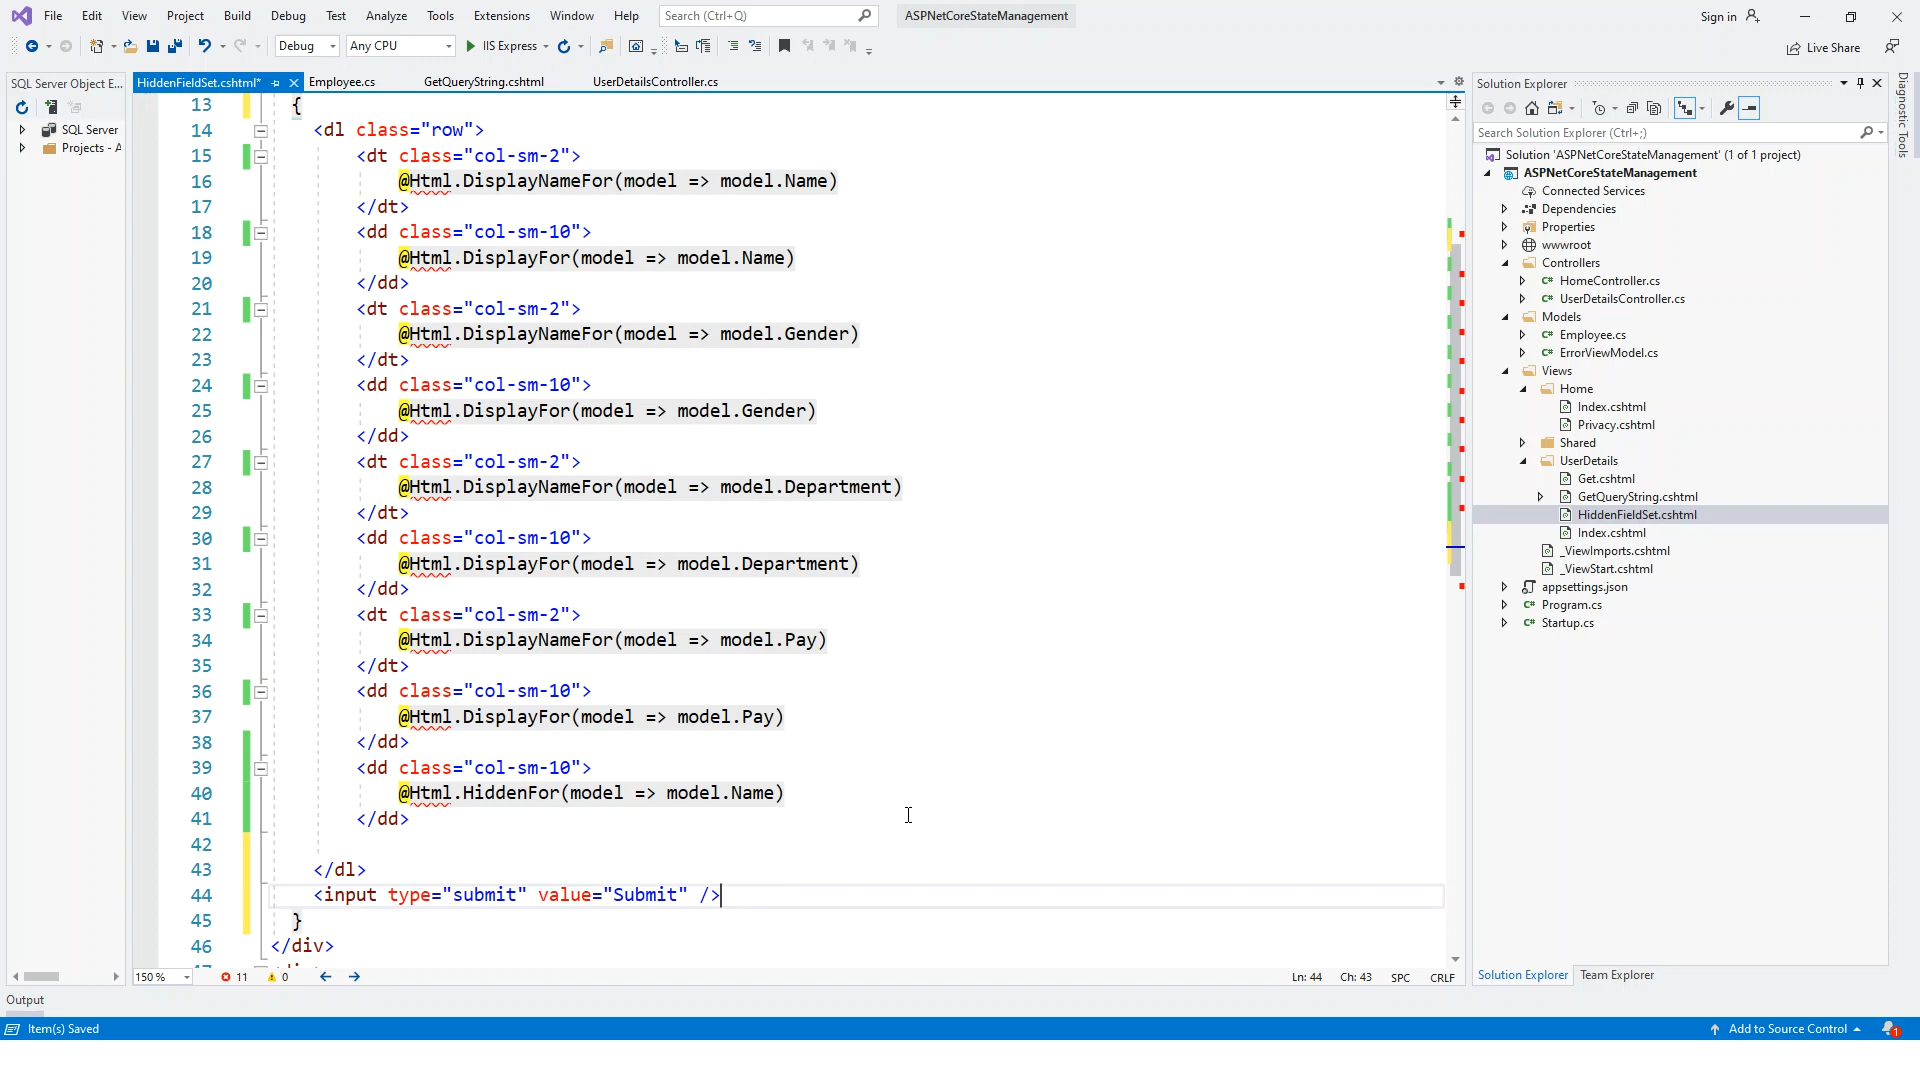 File Edit View Project Build Debug Test Analyze Tools Extensions Window Help Search (Ctrl+Q) ASPNetCoreStateManagement Sign in
Debug Any CPU IIS Express Live Share
SQL Server Object E... HiddenFieldSet.cshtml* Employee.cs GetQueryString.cshtml UserDetailsController.cs
SQL Server
Projects - A
13 {
14 <dl class="row">
15 <dt class="col-sm-2">
16 @Html.DisplayNameFor(model => model.Name)
17 </dt>
18 <dd class="col-sm-10">
19 @Html.DisplayFor(model => model.Name)
20 </dd>
21 <dt class="col-sm-2">
22 @Html.DisplayNameFor(model => model.Gender)
23 </dt>
24 <dd class="col-sm-10">
25 @Html.DisplayFor(model => model.Gender)
26 </dd>
27 <dt class="col-sm-2">
28 @Html.DisplayNameFor(model => model.Department)
29 </dt>
30 <dd class="col-sm-10">
31 @Html.DisplayFor(model => model.Department)
32 </dd>
33 <dt class="col-sm-2">
34 @Html.DisplayNameFor(model => model.Pay)
35 </dt>
36 <dd class="col-sm-10">
37 @Html.DisplayFor(model => model.Pay)
38 </dd>
39 <dd class="col-sm-10">
40 @Html.HiddenFor(model => model.Name)
41 </dd>
42
43 </dl>
44 <input type="submit" value="Submit" />
45 }
46 </div>
150 % 11 0 Ln: 44 Ch: 43 SPC CRLF
Solution Explorer
Search Solution Explorer (Ctrl+;)
Solution 'ASPNetCoreStateManagement' (1 of 1 project)
ASPNetCoreStateManagement
Connected Services
Dependencies
Properties
wwwroot
Controllers
C# HomeController.cs
C# UserDetailsController.cs
Models
C# Employee.cs
C# ErrorViewModel.cs
Views
Home
Index.cshtml
Privacy.cshtml
Shared
UserDetails
Get.cshtml
GetQueryString.cshtml
HiddenFieldSet.cshtml
Index.cshtml
_ViewImports.cshtml
_ViewStart.cshtml
appsettings.json
C# Program.cs
C# Startup.cs
Solution Explorer Team Explorer
Diagnostic Tools
Output
Item(s) Saved Add to Source Control 1